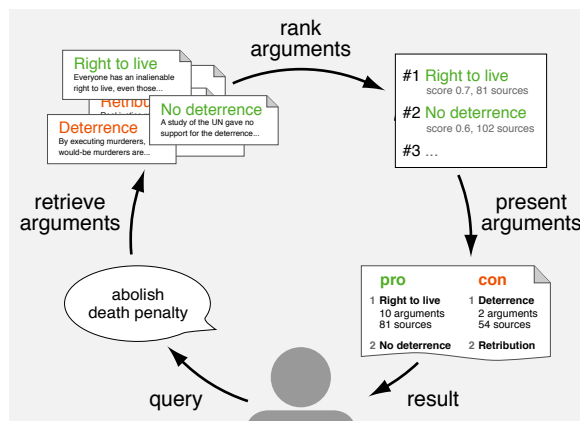 rank
arguments
Right to live
Everyone has an inalienable
right to live, even those...
Retribu
No deterrence
A study of the UN gave no
support for the deterrence...
Deterrence
By executing murderers,
would-be murderers are...
#1 Right to live
score 0.7, 81 sources
#2 No deterrence
score 0.6, 102 sources
#3 ...
retrieve
arguments
present
arguments
abolish
death penalty
pro con
1 Right to live 1 Deterrence
10 arguments 2 arguments
81 sources 54 sources
2 No deterrence 2 Retribution
query
result